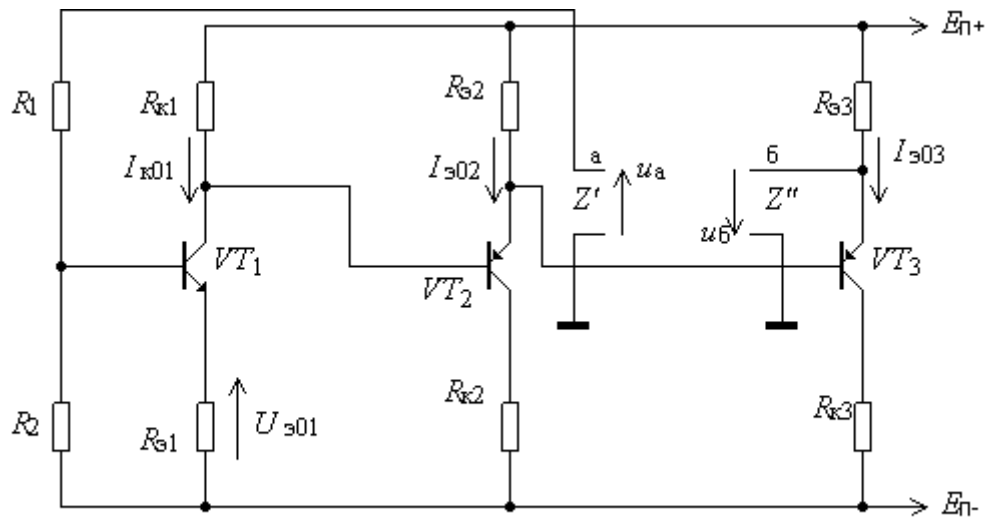 Eп+
R1
Rк1
Rэ2
Rэ3
Iк01
Iэ02
а
uа
Z'
б
uб
Z"
Iэ03
VT1
VT2
VT3
R2
Rэ1
Uэ01
Rк2
Rк3
Eп-